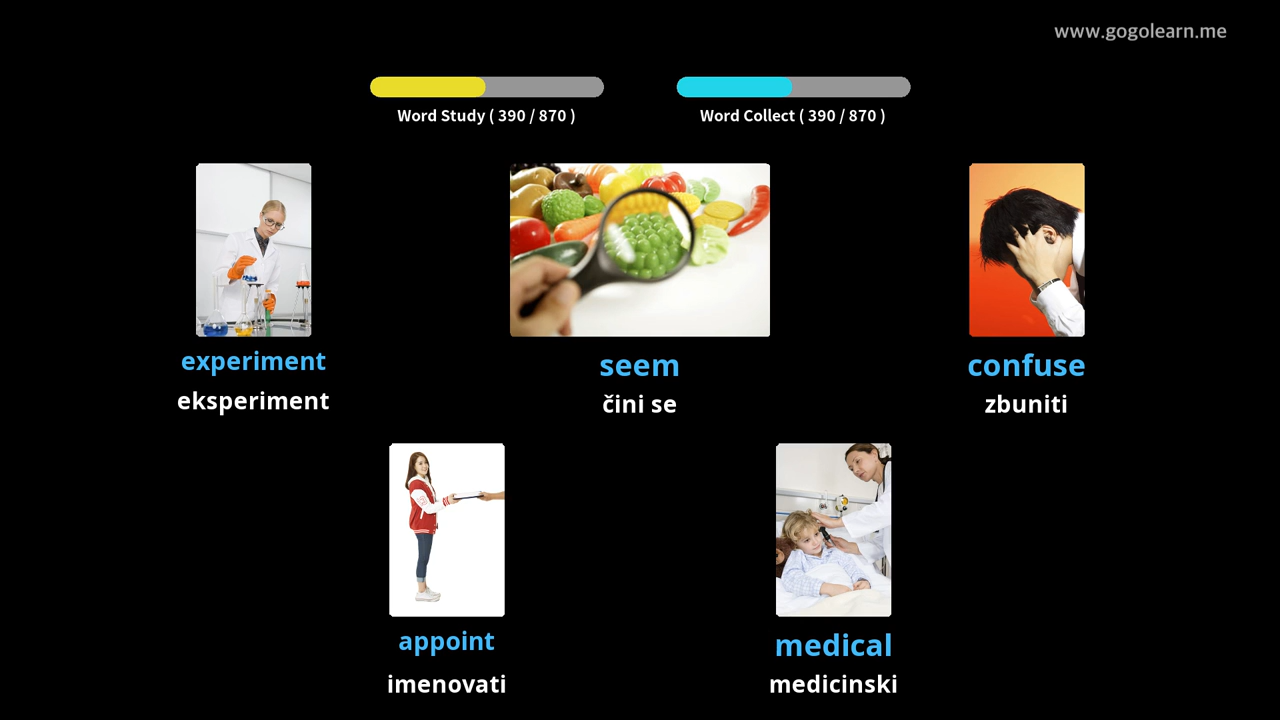 www.gogolearn.me
Word Study ( 390 / 870 )
Word Collect ( 390 / 870 )
experiment
eksperiment
seem
čini se
confuse
zbuniti
appoint
imenovati
medical
medicinski